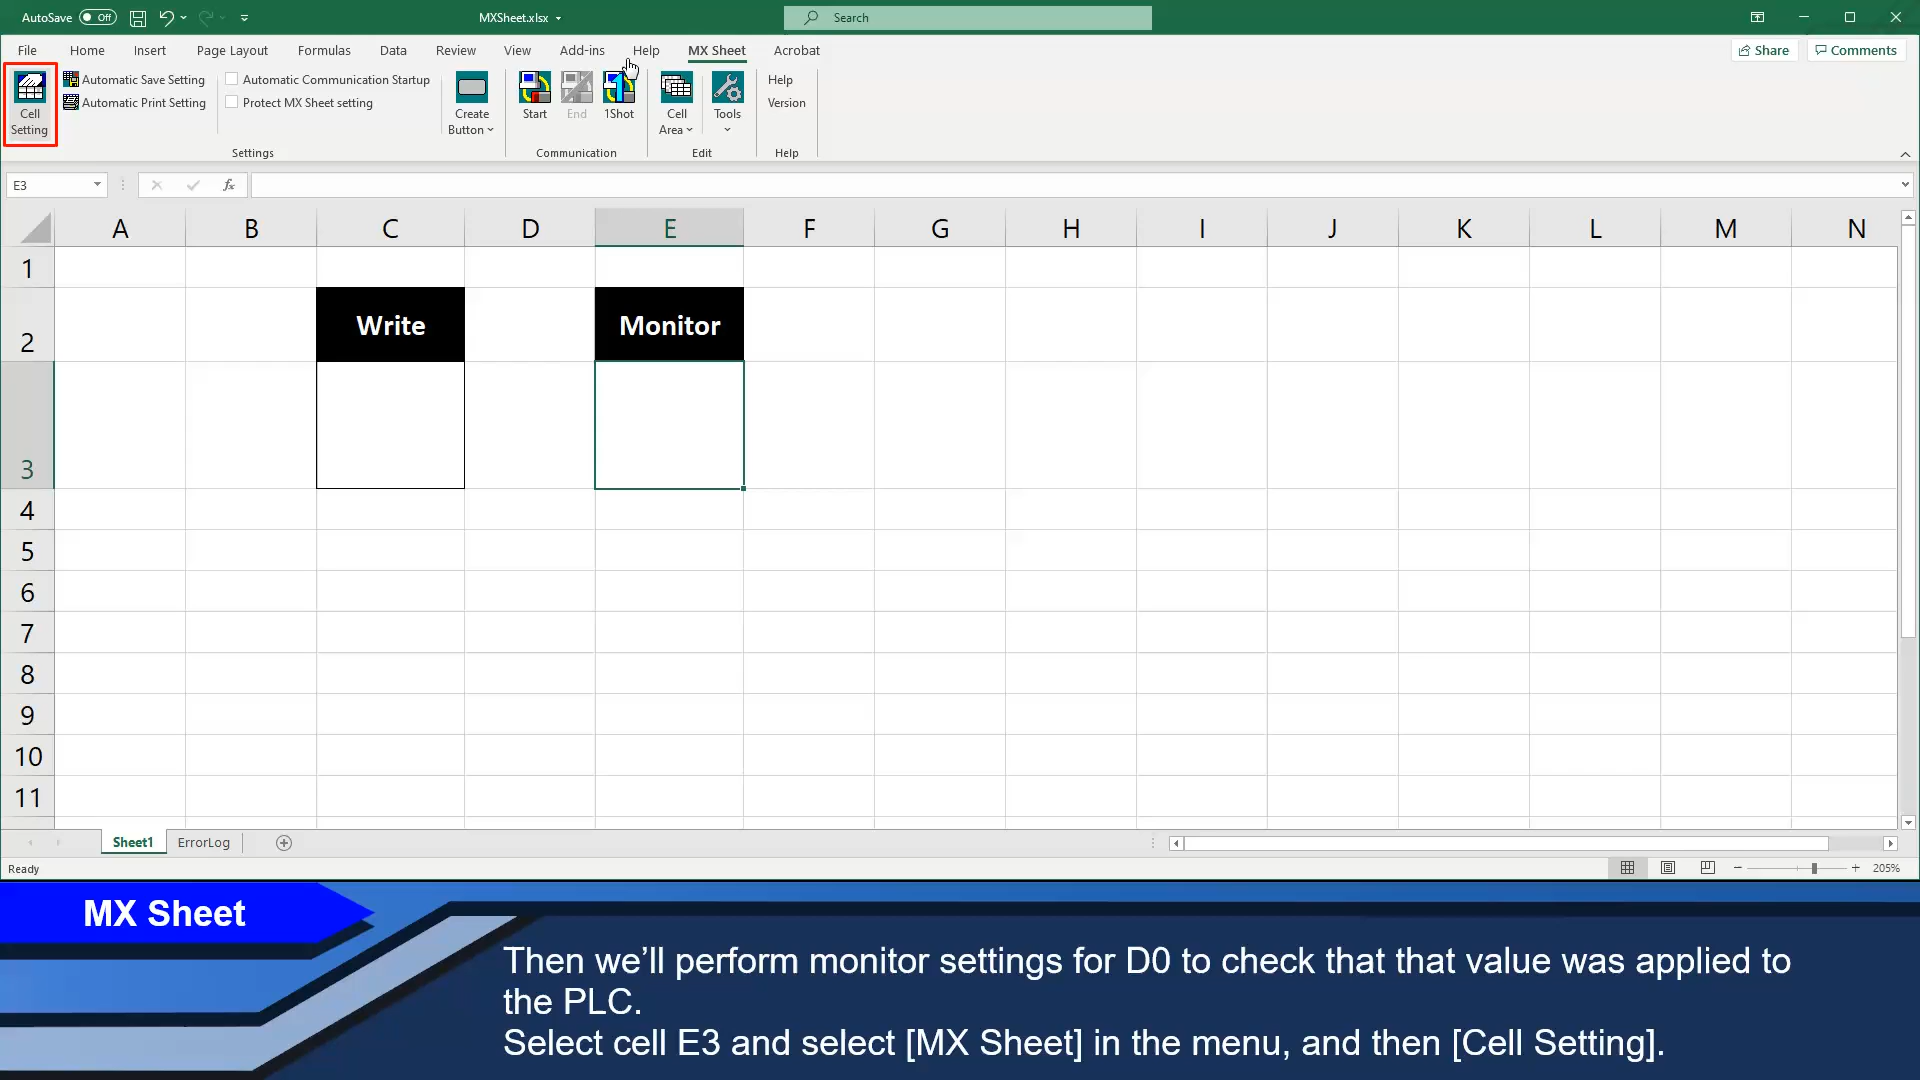 AutoSave Off MXSheet.xlsx Search
File Home Insert Page Layout Formulas Data Review View Add-ins Help MX Sheet Acrobat Share Comments
Cell Setting
Automatic Save Setting
Automatic Print Setting
Automatic Communication Startup
Protect MX Sheet setting
Create Button
Settings
Start End 1Shot
Communication
Cell Area Tools
Edit
Help
Version
Help
E3 fx
A B C D E F G H I J K L M N
1
2 Write Monitor
3
4
5
6
7
8
9
10
11
Sheet1 ErrorLog
Ready 205%
MX Sheet
Then we’ll perform monitor settings for D0 to check that that value was applied to
the PLC.
Select cell E3 and select [MX Sheet] in the menu, and then [Cell Setting].